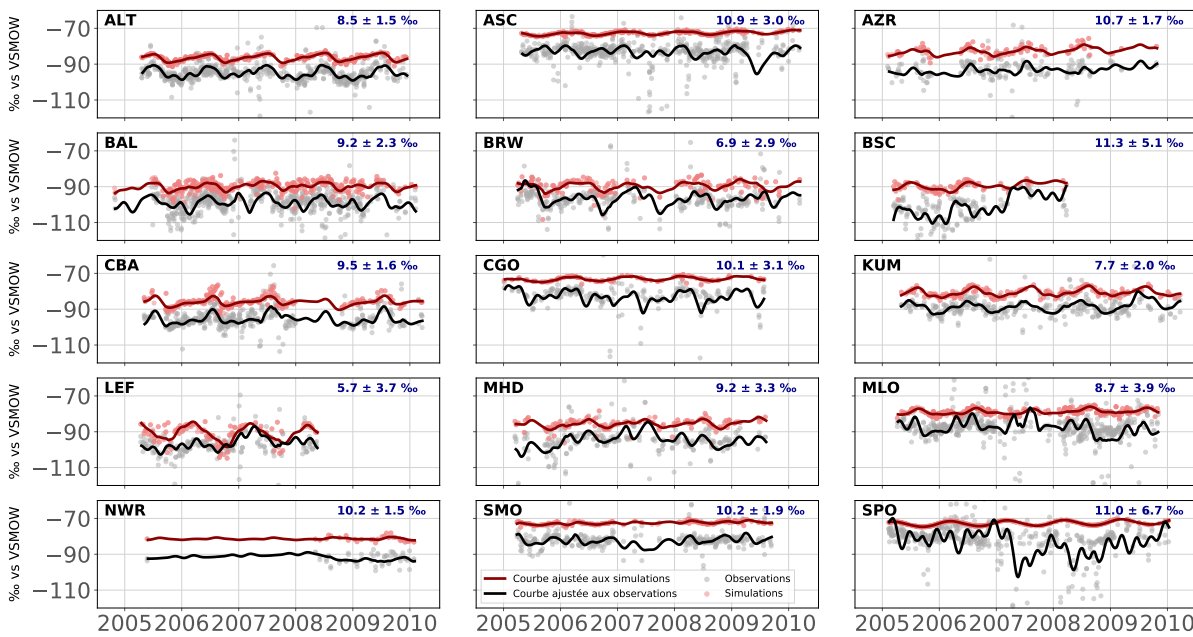 ALT 8.5 ± 1.5 ‰
ASC 10.9 ± 3.0 ‰
AZR 10.7 ± 1.7 ‰
‰ vs VSMOW
−70
−90
−110
BAL 9.2 ± 2.3 ‰
BRW 6.9 ± 2.9 ‰
BSC 11.3 ± 5.1 ‰
‰ vs VSMOW
−70
−90
−110
CBA 9.5 ± 1.6 ‰
CGO 10.1 ± 3.1 ‰
KUM 7.7 ± 2.0 ‰
‰ vs VSMOW
−70
−90
−110
LEF 5.7 ± 3.7 ‰
MHD 9.2 ± 3.3 ‰
MLO 8.7 ± 3.9 ‰
‰ vs VSMOW
−70
−90
−110
NWR 10.2 ± 1.5 ‰
SMO 10.2 ± 1.9 ‰
SPO 11.0 ± 6.7 ‰
‰ vs VSMOW
−70
−90
−110
Courbe ajustée aux simulations Observations
Courbe ajustée aux observations Simulations
2005 2006 2007 2008 2009 2010
2005 2006 2007 2008 2009 2010
2005 2006 2007 2008 2009 2010